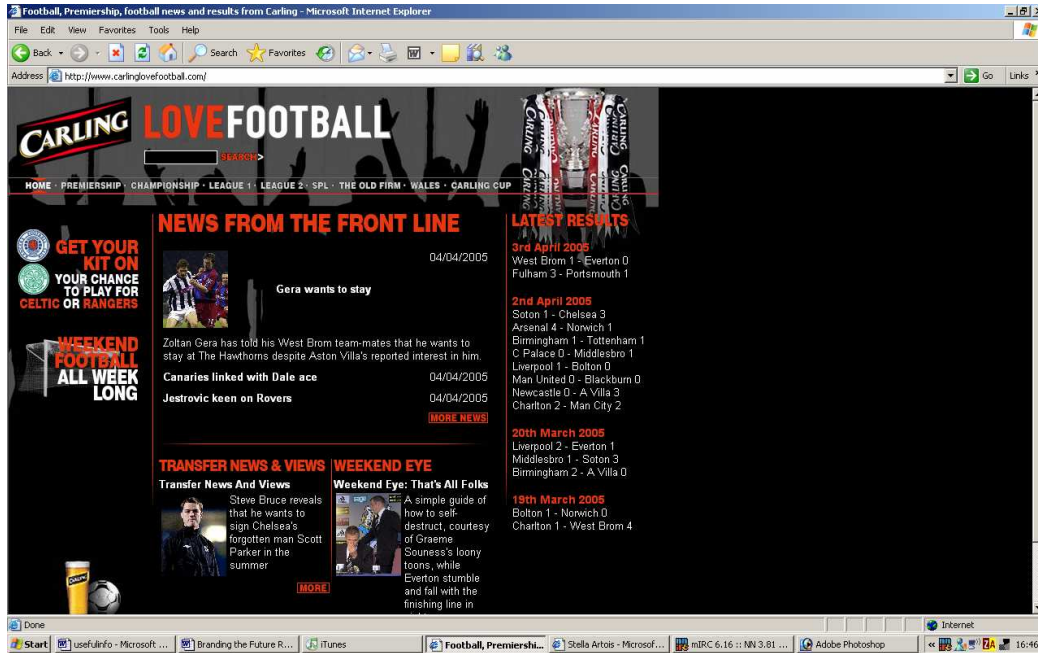 Football, Premiership, football news and results from Carling - Microsoft Internet Explorer
File Edit View Favorites Tools Help
Back Search Favorites
Address http://www.carlinglovefootball.com/ Go Links
CARLING
LOVEFOOTBALL
SEARCH>
HOME · PREMIERSHIP · CHAMPIONSHIP · LEAGUE 1 · LEAGUE 2 · SPL · THE OLD FIRM · WALES · CARLING CUP
CARLING
CARLING
CARLING
CARLING
GET YOUR
KIT ON
YOUR CHANCE
TO PLAY FOR
CELTIC OR RANGERS
WEEKEND
FOOTBALL
ALL WEEK
LONG
CARLING
NEWS FROM THE FRONT LINE
04/04/2005
Gera wants to stay
Zoltan Gera has told his West Brom team-mates that he wants to
stay at The Hawthorns despite Aston Villa's reported interest in him.
Canaries linked with Dale ace 04/04/2005
Jestrovic keen on Rovers 04/04/2005
MORE NEWS
TRANSFER NEWS & VIEWS
Transfer News And Views
Steve Bruce reveals
that he wants to
sign Chelsea's
forgotten man Scott
Parker in the
summer
MORE
WEEKEND EYE
Weekend Eye: That's All Folks
A simple guide of
how to self-
destruct, courtesy
of Graeme
Souness's loony
toons, while
Everton stumble
and fall with the
finishing line in
LATEST RESULTS
3rd April 2005
West Brom 1 - Everton 0
Fulham 3 - Portsmouth 1
2nd April 2005
Soton 1 - Chelsea 3
Arsenal 4 - Norwich 1
Birmingham 1 - Tottenham 1
C Palace 0 - Middlesbro 1
Liverpool 1 - Bolton 0
Man United 0 - Blackburn 0
Newcastle 0 - A Villa 3
Charlton 2 - Man City 2
20th March 2005
Liverpool 2 - Everton 1
Middlesbro 1 - Soton 3
Birmingham 2 - A Villa 0
19th March 2005
Bolton 1 - Norwich 0
Charlton 1 - West Brom 4
Done Internet
Start usefulinfo - Microsoft ... Branding the Future R... iTunes Football, Premiershi... Stella Artois - Microsof... mIRC 6.16 :: NN 3.81 ... Adobe Photoshop 16:46